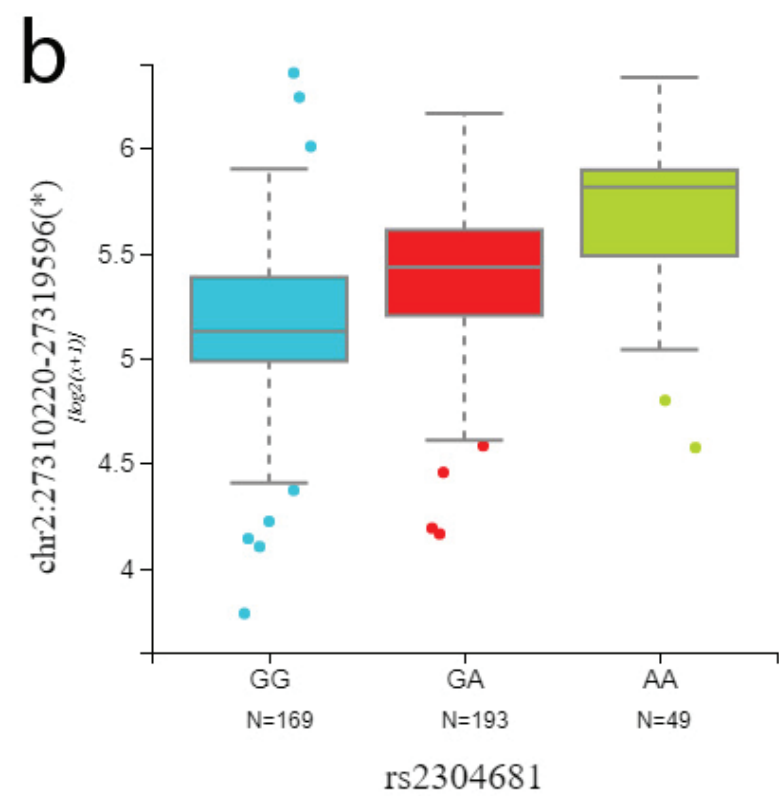 b
chr2:27310220-27319596(*)
[log2(x+1)]
6
5.5
5
4.5
4
GG GA AA
N=169 N=193 N=49
rs2304681